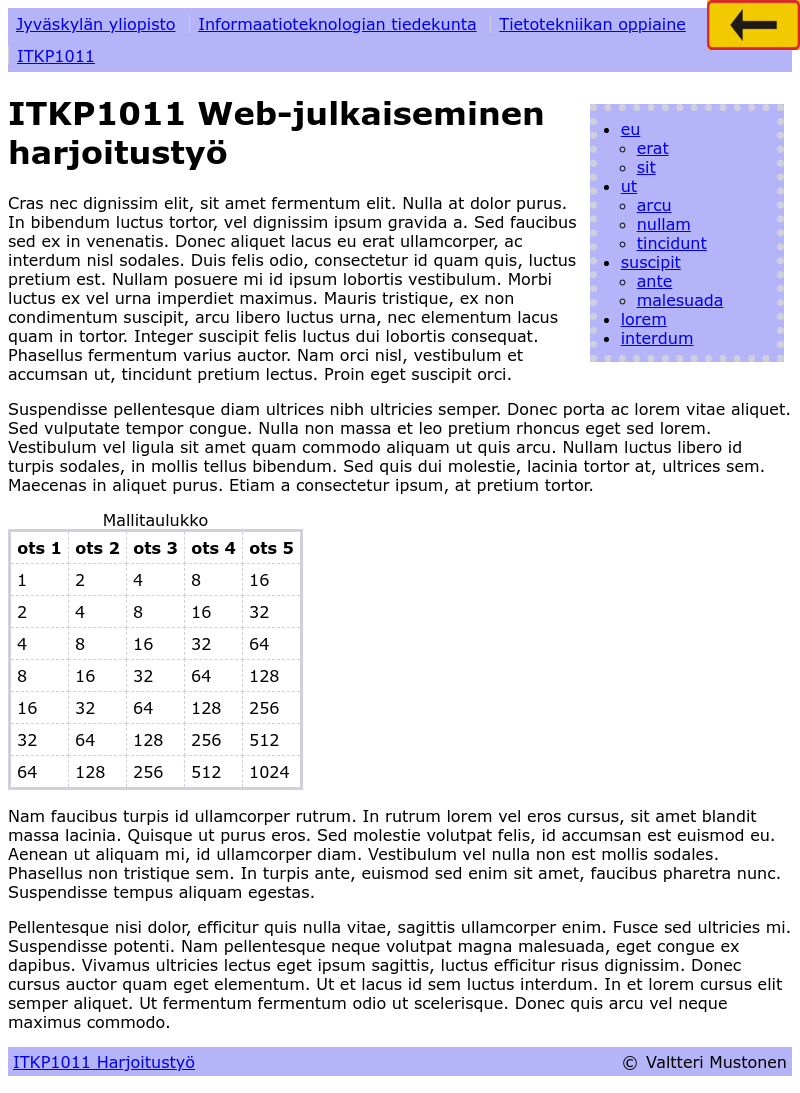 Jyväskylän yliopisto Informaatioteknologian tiedekunta Tietotekniikan oppiaine
ITKP1011
ITKP1011 Web-julkaiseminen
harjoitustyö
eu
erat
sit
ut
arcu
nullam
tincidunt
suscipit
ante
malesuada
lorem
interdum
Cras nec dignissim elit, sit amet fermentum elit. Nulla at dolor purus.
In bibendum luctus tortor, vel dignissim ipsum gravida a. Sed faucibus
sed ex in venenatis. Donec aliquet lacus eu erat ullamcorper, ac
interdum nisl sodales. Duis felis odio, consectetur id quam quis, luctus
pretium est. Nullam posuere mi id ipsum lobortis vestibulum. Morbi
luctus ex vel urna imperdiet maximus. Mauris tristique, ex non
condimentum suscipit, arcu libero luctus urna, nec elementum lacus
quam in tortor. Integer suscipit felis luctus dui lobortis consequat.
Phasellus fermentum varius auctor. Nam orci nisl, vestibulum et
accumsan ut, tincidunt pretium lectus. Proin eget suscipit orci.
Suspendisse pellentesque diam ultrices nibh ultricies semper. Donec porta ac lorem vitae aliquet.
Sed vulputate tempor congue. Nulla non massa et leo pretium rhoncus eget sed lorem.
Vestibulum vel ligula sit amet quam commodo aliquam ut quis arcu. Nullam luctus libero id
turpis sodales, in mollis tellus bibendum. Sed quis dui molestie, lacinia tortor at, ultrices sem.
Maecenas in aliquet purus. Etiam a consectetur ipsum, at pretium tortor.
Mallitaulukko
ots 1 ots 2 ots 3 ots 4 ots 5
1 2 4 8 16
2 4 8 16 32
4 8 16 32 64
8 16 32 64 128
16 32 64 128 256
32 64 128 256 512
64 128 256 512 1024
Nam faucibus turpis id ullamcorper rutrum. In rutrum lorem vel eros cursus, sit amet blandit
massa lacinia. Quisque ut purus eros. Sed molestie volutpat felis, id accumsan est euismod eu.
Aenean ut aliquam mi, id ullamcorper diam. Vestibulum vel nulla non est mollis sodales.
Phasellus non tristique sem. In turpis ante, euismod sed enim sit amet, faucibus pharetra nunc.
Suspendisse tempus aliquam egestas.
Pellentesque nisi dolor, efficitur quis nulla vitae, sagittis ullamcorper enim. Fusce sed ultricies mi.
Suspendisse potenti. Nam pellentesque neque volutpat magna malesuada, eget congue ex
dapibus. Vivamus ultricies lectus eget ipsum sagittis, luctus efficitur risus dignissim. Donec
cursus auctor quam eget elementum. Ut et lacus id sem luctus interdum. In et lorem cursus elit
semper aliquet. Ut fermentum fermentum odio ut scelerisque. Donec quis arcu vel neque
maximus commodo.
ITKP1011 Harjoitustyö © Valtteri Mustonen